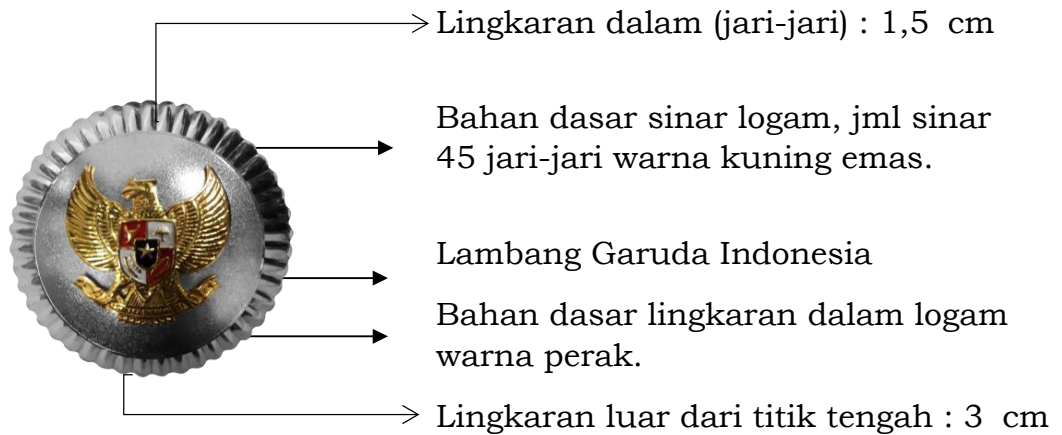 Lingkaran dalam (jari-jari) : 1,5 cm
Bahan dasar sinar logam, jml sinar
45 jari-jari warna kuning emas.
Lambang Garuda Indonesia
Bahan dasar lingkaran dalam logam
warna perak.
Lingkaran luar dari titik tengah : 3 cm